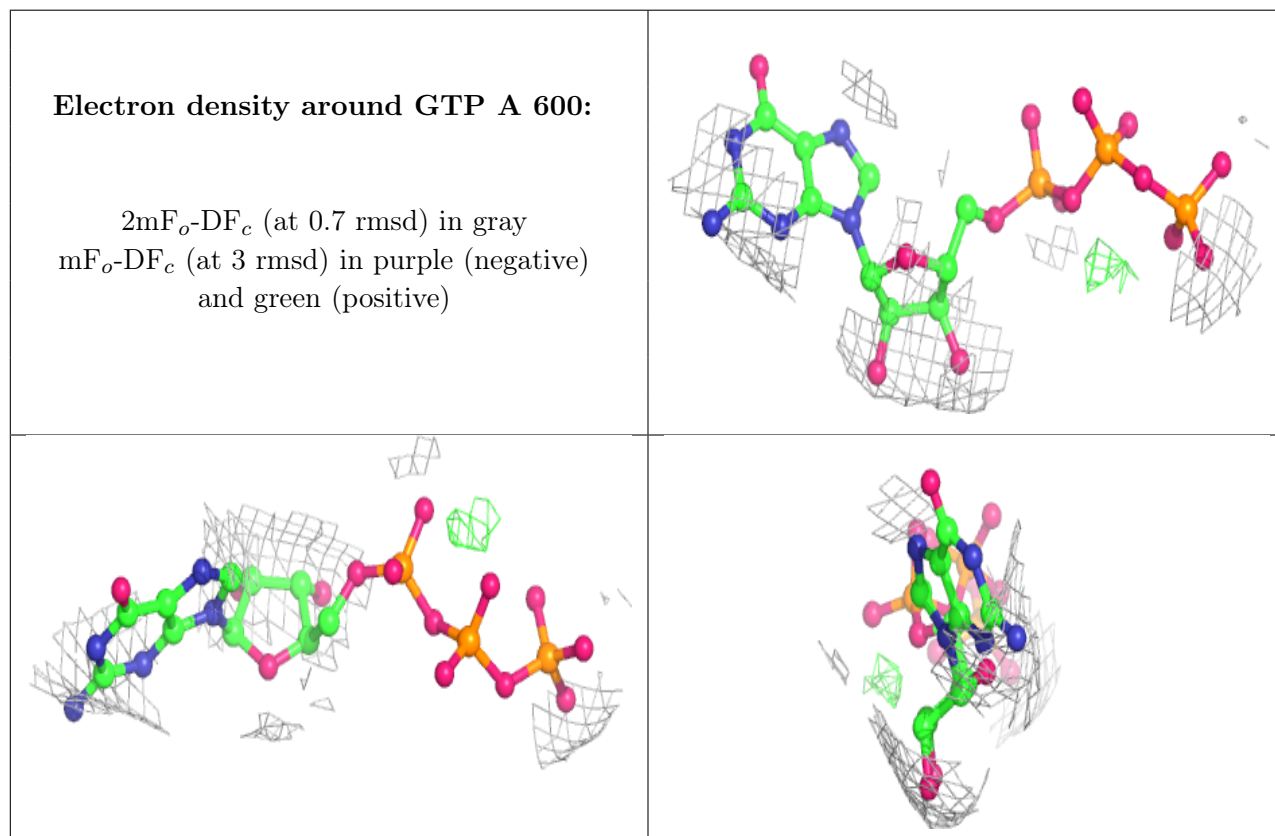 Electron density around GTP A 600:
2mFo-DFc (at 0.7 rmsd) in gray
mFo-DFc (at 3 rmsd) in purple (negative)
and green (positive)